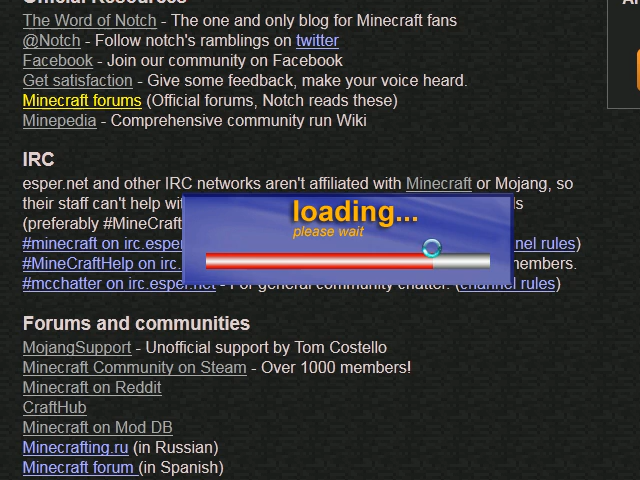 Official Resources
The Word of Notch - The one and only blog for Minecraft fans
@Notch - Follow notch's ramblings on twitter
Facebook - Join our community on Facebook
Get satisfaction - Give some feedback, make your voice heard.
Minecraft forums (Official forums, Notch reads these)
Minepedia - Comprehensive community run Wiki
IRC
esper.net and other IRC networks aren't affiliated with Minecraft or Mojang, so
their staff can't help
(preferably #MineCraft
#minecraft on irc.esper nel rules)
#MineCraftHelp on irc. members.
#mcchatter on irc.esper.net - For general community chatter. (channel rules)
loading...
please wait
Forums and communities
MojangSupport - Unofficial support by Tom Costello
Minecraft Community on Steam - Over 1000 members!
Minecraft on Reddit
CraftHub
Minecraft on Mod DB
Minecrafting.ru (in Russian)
Minecraft forum (in Spanish)